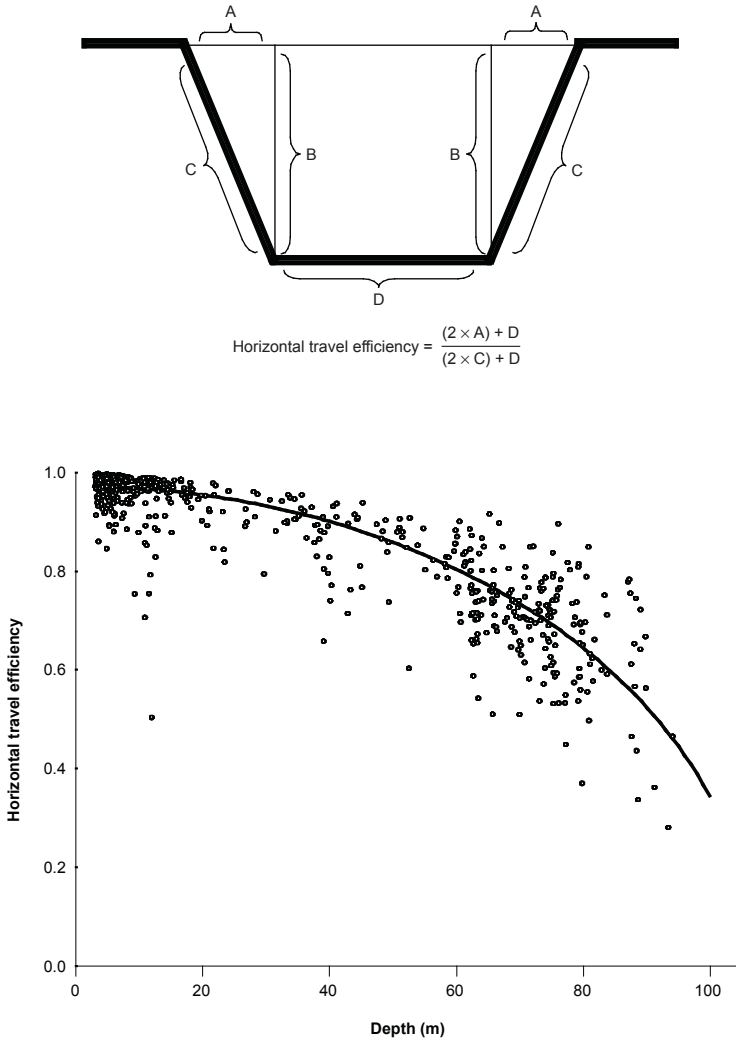 A A
B B
C C
D
Horizontal travel efficiency = (2 × A) + D
(2 × C) + D
1.0
0.8
0.6
0.4
0.2
0.0
Horizontal travel efficiency
0 20 40 60 80 100
Depth (m)